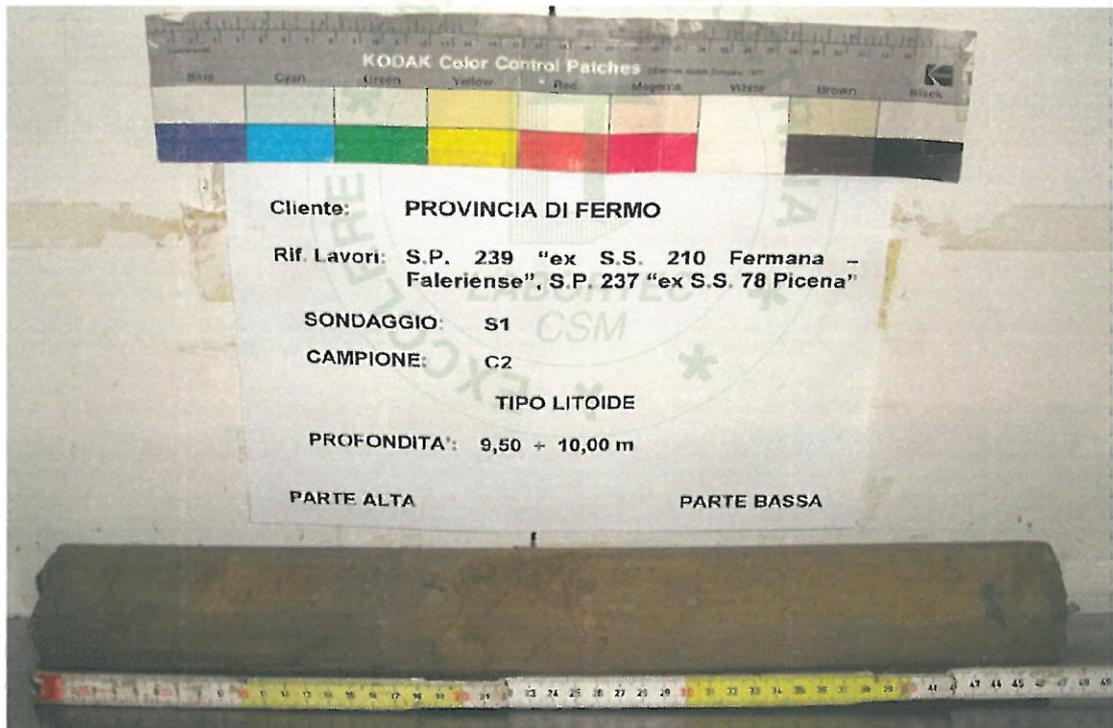 KODAK Color Control Patches
Blue Cyan Green Yellow Red Magenta White Brown Black
Cliente: PROVINCIA DI FERMO
Rif. Lavori: S.P. 239 “ex S.S. 210 Fermana –
Faleriense”, S.P. 237 “ex S.S. 78 Picena”
LABORTEC
CSM
SONDAGGIO: S1
CAMPIONE: C2
TIPO LITOIDE
PROFONDITA': 9,50 ÷ 10,00 m
PARTE ALTA PARTE BASSA